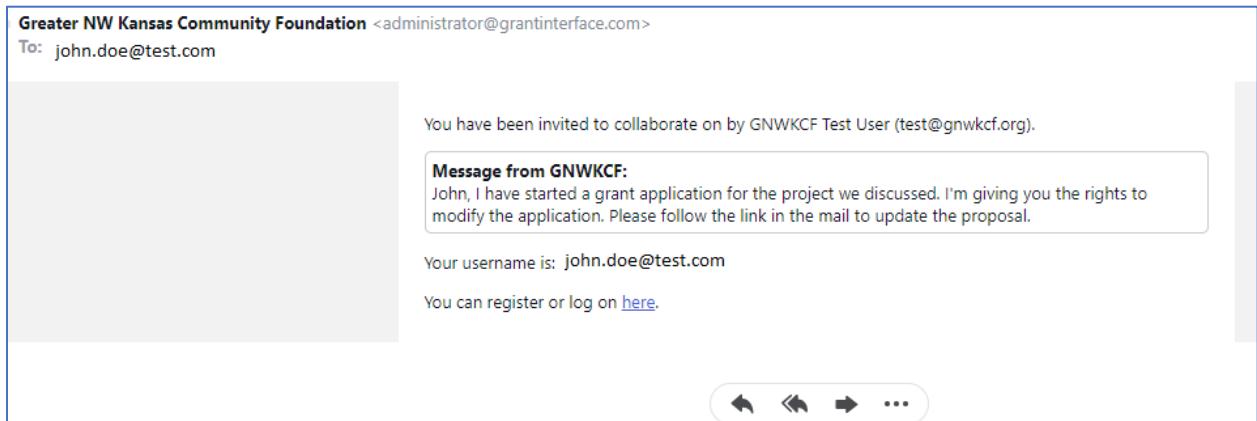 Greater NW Kansas Community Foundation <administrator@grantinterface.com>
To: john.doe@test.com
You have been invited to collaborate on by GNWKCF Test User (test@gnwkcf.org).
Message from GNWKCF:
John, I have started a grant application for the project we discussed. I'm giving you the rights to
modify the application. Please follow the link in the mail to update the proposal.
Your username is: john.doe@test.com
You can register or log on here.